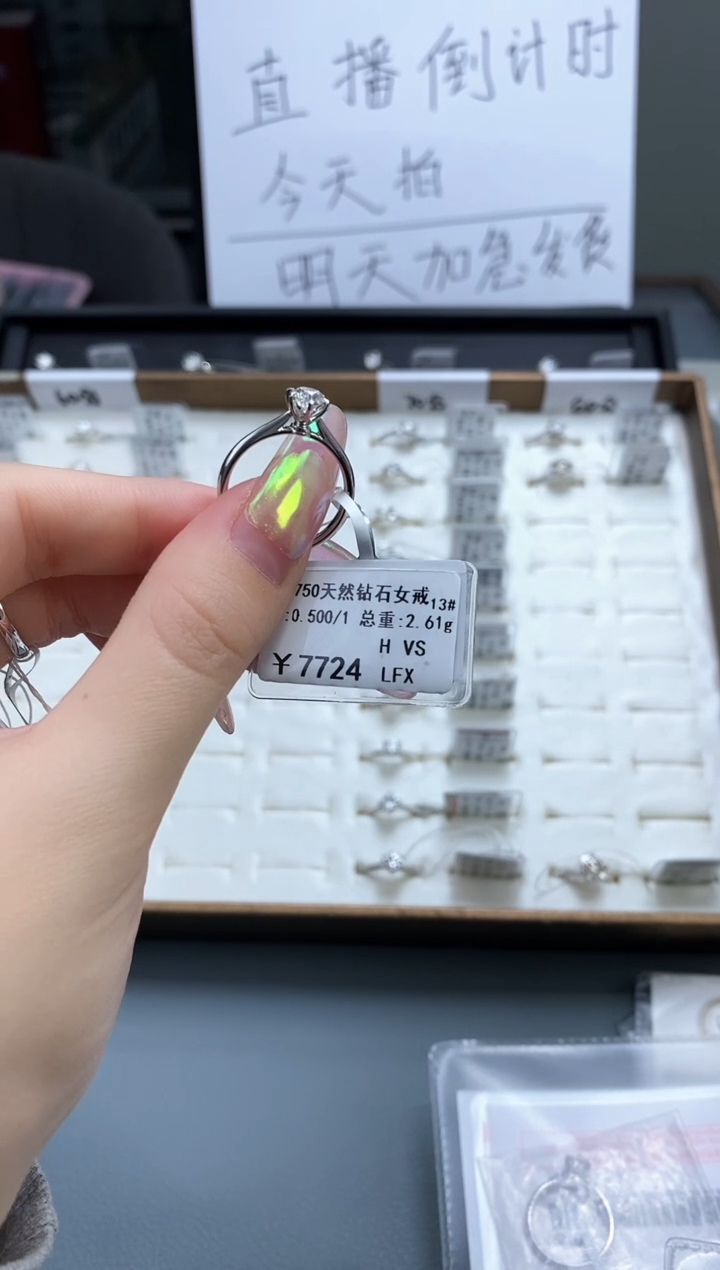 直播倒计时
今天拍
明天加急发货
750天然钻石女戒13#
:0.500/1 总重:2.61g
H VS
￥7724 LFX